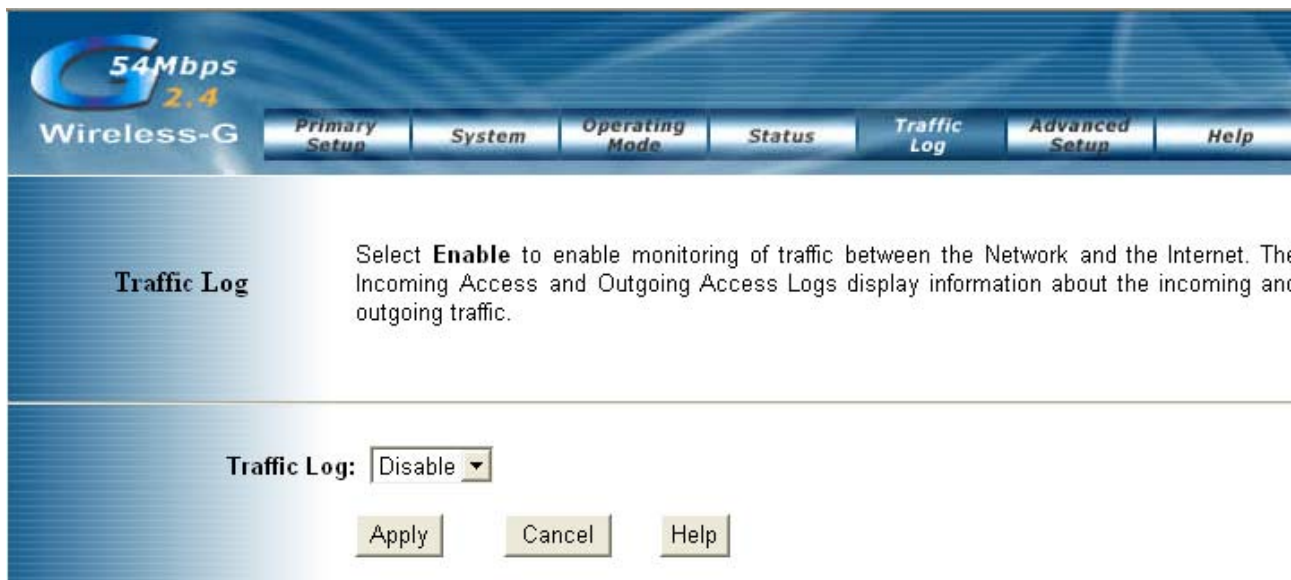 54Mbps
2.4
Wireless-G
Primary Setup
System
Operating Mode
Status
Traffic Log
Advanced Setup
Help
Traffic Log
Select Enable to enable monitoring of traffic between the Network and the Internet. The
Incoming Access and Outgoing Access Logs display information about the incoming and
outgoing traffic.
Traffic Log: Disable
Apply Cancel Help